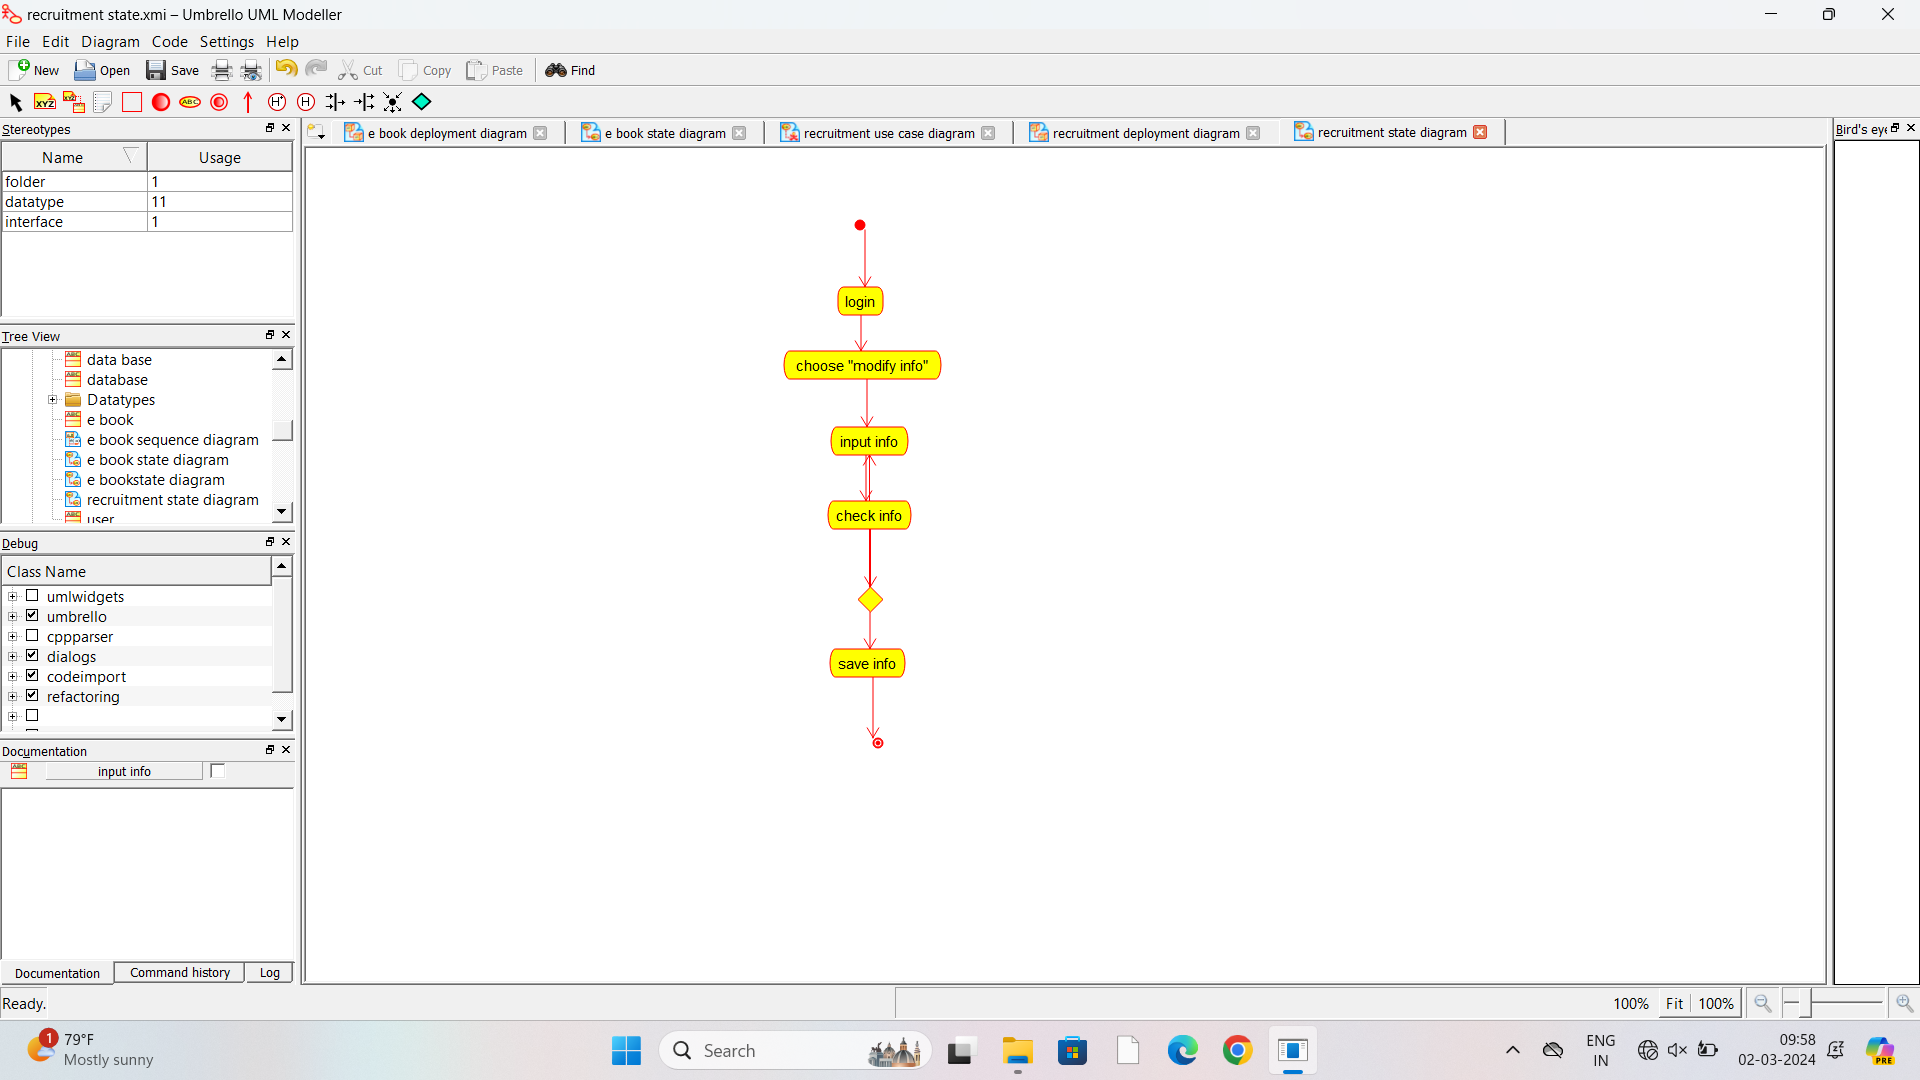 recruitment state.xmi – Umbrello UML Modeller
File Edit Diagram Code Settings Help
New Open Save Cut Copy Paste Find
XYZ XYZ ABC H* H
Stereotypes
Name Usage
folder 1
datatype 11
interface 1
Tree View
data base
database
Datatypes
e book
e book sequence diagram
e book state diagram
e bookstate diagram
recruitment state diagram
user
Debug
Class Name
umlwidgets
umbrello
cppparser
dialogs
codeimport
refactoring
Documentation
input info
Documentation Command history Log
Ready.
e book deployment diagram e book state diagram recruitment use case diagram recruitment deployment diagram recruitment state diagram
login
choose "modify info"
input info
check info
save info
Bird's eye
100% Fit 100%
1
79°F
Mostly sunny
Search
ENG
IN
09:58
02-03-2024
PRE